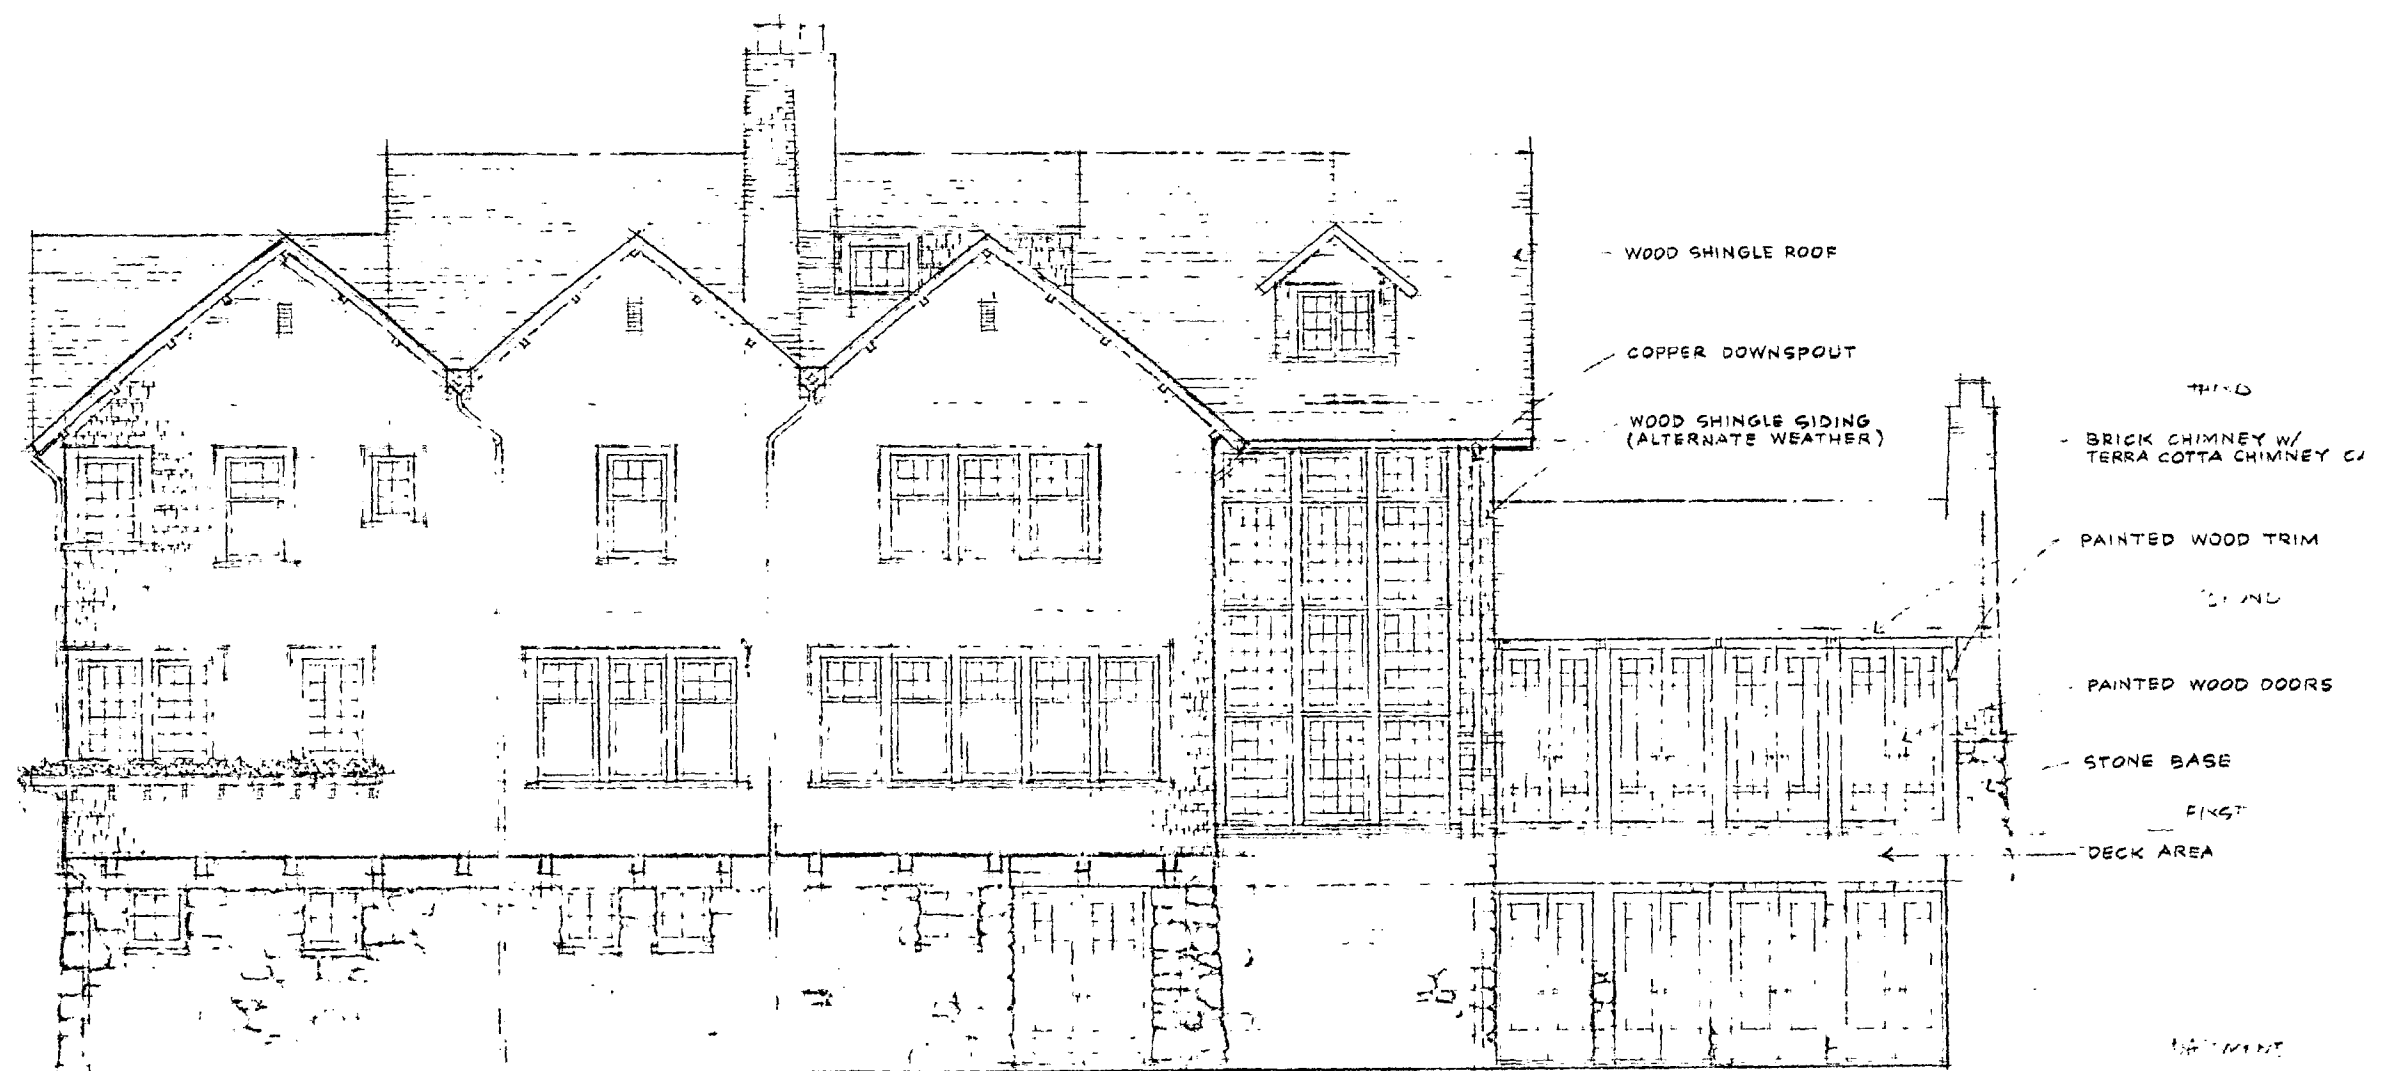 WOOD SHINGLE ROOF
COPPER DOWNSPOUT
WOOD SHINGLE SIDING
(ALTERNATE WEATHER)
THIRD
BRICK CHIMNEY W/
TERRA COTTA CHIMNEY
PAINTED WOOD TRIM
PAINTED WOOD DOORS
STONE BASE
FIRST
DECK AREA